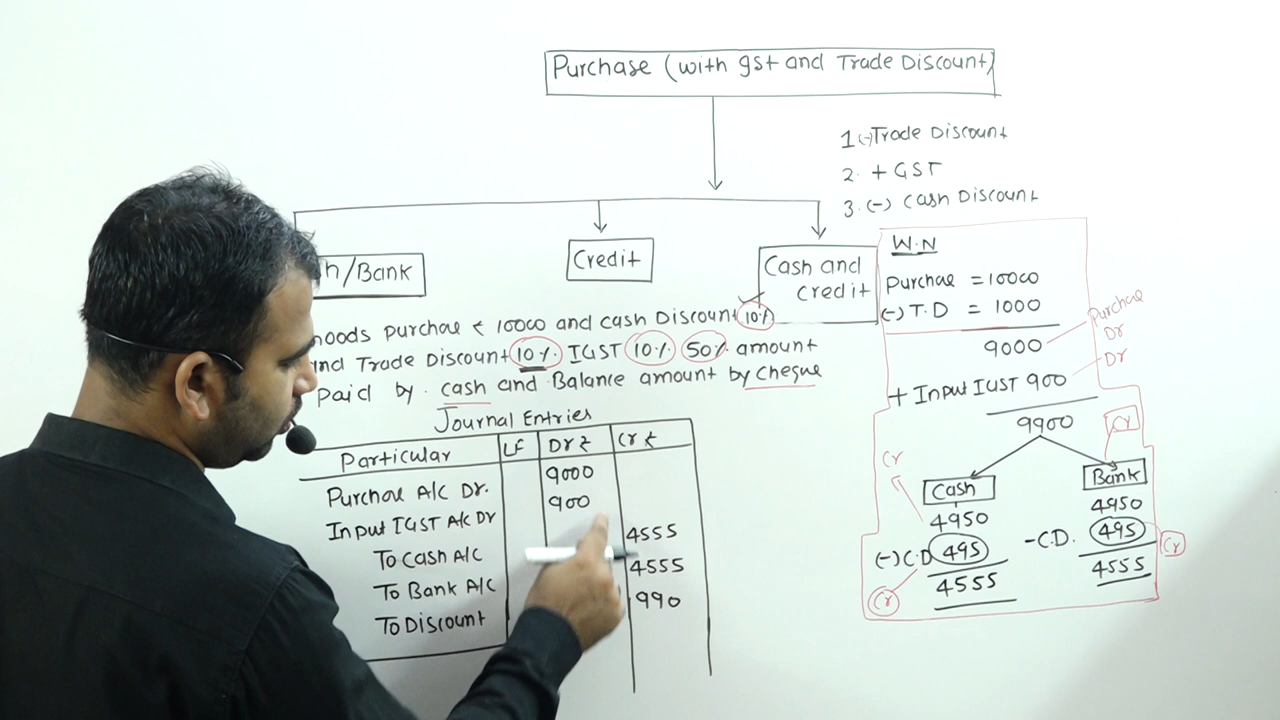 Purchase (with gst and Trade Discount)
1 (-) Trade Discount
2. + GST
3. (-) Cash Discount
h/Bank
Credit
Cash and
credit
oods Purchae ₹ 10000 and cash Discount 10%
nd Trade Discount 10%. IGST 10% 50%. amount
Paid by. cash and Balance amount by Cheque
Journal Entries
Particular LF Dr ₹ Cr ₹
Purchase A/C Dr. 9000
Input IGST A/C Dr 900
To Cash A/C 4555
To Bank A/C 4555
To Discount 990
W.N
Purchae = 10000
(-) T.D = 1000
9000
Purchae
Dr
+ Input IGST 900
Dr
9900
Cr
Cr
Cash
4950
(-) C.D 495
4555
Cr
Bank
4950
-C.D. 495
4555
Cr